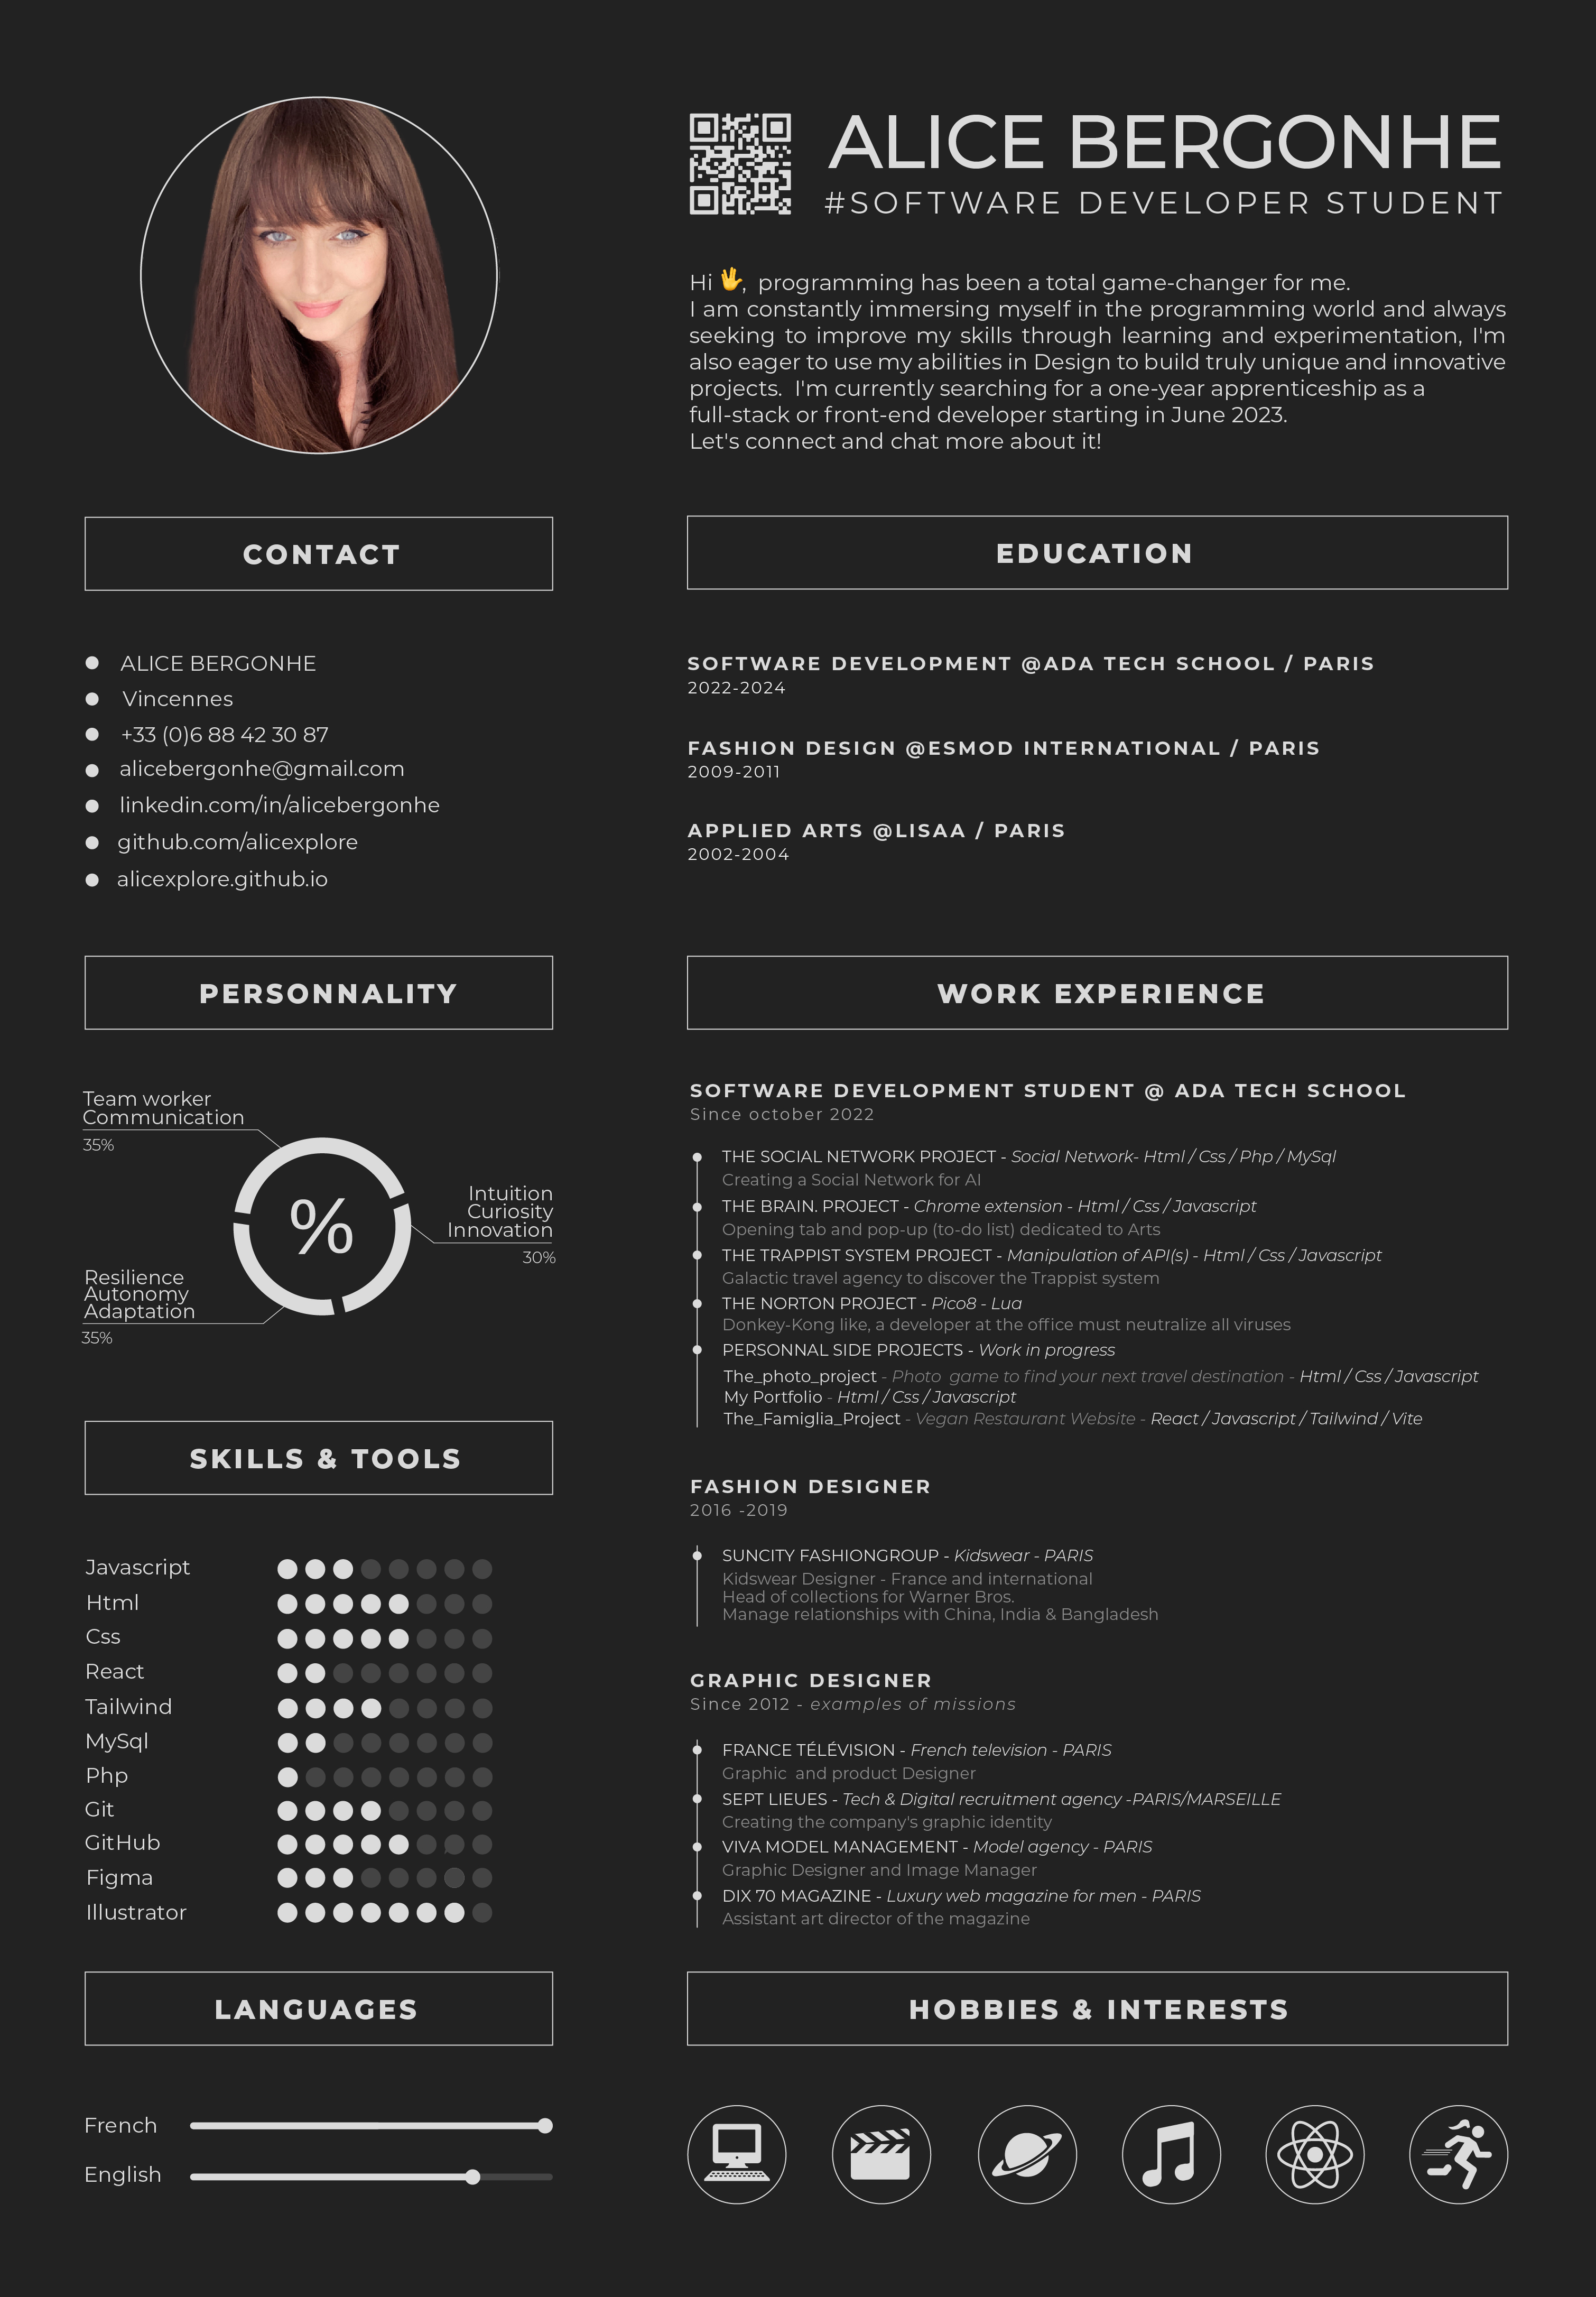 ALICE BERGONHE
#SOFTWARE DEVELOPER STUDENT
Hi 🖖, programming has been a total game-changer for me.
I am constantly immersing myself in the programming world and always
seeking to improve my skills through learning and experimentation, I'm
also eager to use my abilities in Design to build truly unique and innovative
projects. I'm currently searching for a one-year apprenticeship as a
full-stack or front-end developer starting in June 2023.
Let's connect and chat more about it!
CONTACT
ALICE BERGONHE
Vincennes
+33 (0)6 88 42 30 87
alicebergonhe@gmail.com
linkedin.com/in/alicebergonhe
github.com/alicexplore
alicexplore.github.io
PERSONNALITY
Team worker
Communication
35%
%
Intuition
Curiosity
Innovation
30%
Resilience
Autonomy
Adaptation
35%
SKILLS & TOOLS
Javascript
Html
Css
React
Tailwind
MySql
Php
Git
GitHub
Figma
Illustrator
LANGUAGES
French
English
EDUCATION
SOFTWARE DEVELOPMENT @ADA TECH SCHOOL / PARIS
2022-2024
FASHION DESIGN @ESMOD INTERNATIONAL / PARIS
2009-2011
APPLIED ARTS @LISAA / PARIS
2002-2004
WORK EXPERIENCE
SOFTWARE DEVELOPMENT STUDENT @ ADA TECH SCHOOL
Since october 2022
THE SOCIAL NETWORK PROJECT - Social Network- Html / Css / Php / MySql
Creating a Social Network for AI
THE BRAIN. PROJECT - Chrome extension - Html / Css / Javascript
Opening tab and pop-up (to-do list) dedicated to Arts
THE TRAPPIST SYSTEM PROJECT - Manipulation of API(s) - Html / Css / Javascript
Galactic travel agency to discover the Trappist system
THE NORTON PROJECT - Pico8 - Lua
Donkey-Kong like, a developer at the office must neutralize all viruses
PERSONNAL SIDE PROJECTS - Work in progress
The_photo_project - Photo game to find your next travel destination - Html / Css / Javascript
My Portfolio - Html / Css / Javascript
The_Famiglia_Project - Vegan Restaurant Website - React / Javascript / Tailwind / Vite
FASHION DESIGNER
2016 -2019
SUNCITY FASHIONGROUP - Kidswear - PARIS
Kidswear Designer - France and international
Head of collections for Warner Bros.
Manage relationships with China, India & Bangladesh
GRAPHIC DESIGNER
Since 2012 - examples of missions
FRANCE TÉLÉVISION - French television - PARIS
Graphic and product Designer
SEPT LIEUES - Tech & Digital recruitment agency -PARIS/MARSEILLE
Creating the company's graphic identity
VIVA MODEL MANAGEMENT - Model agency - PARIS
Graphic Designer and Image Manager
DIX 70 MAGAZINE - Luxury web magazine for men - PARIS
Assistant art director of the magazine
HOBBIES & INTERESTS